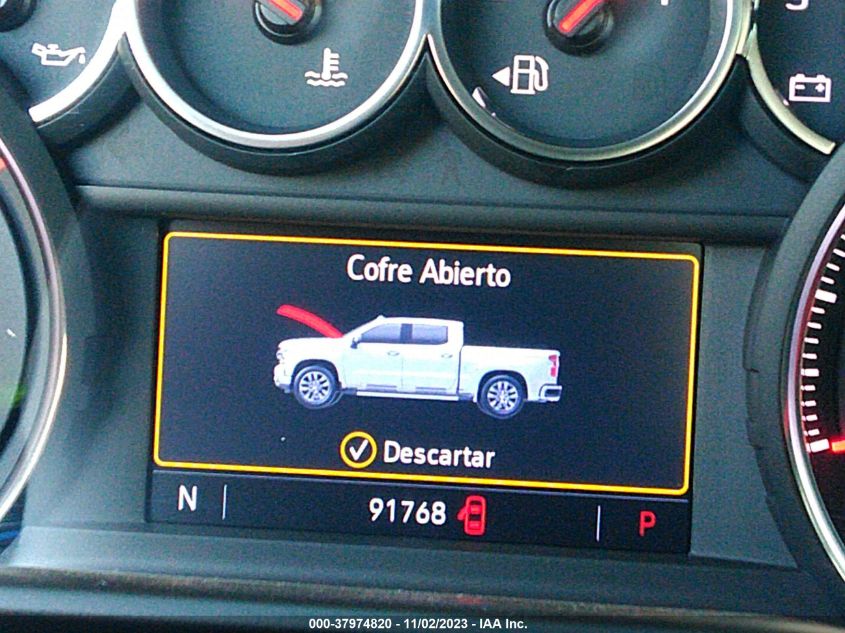 Cofre Abierto
Descartar
N 91768 P
000-37974820 - 11/02/2023 - IAA Inc.